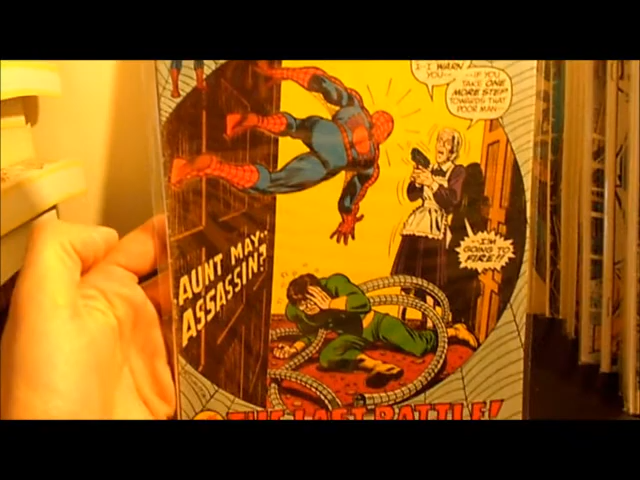 I--I WARN
YOU-- --IF YOU
TAKE ONE
MORE STEP
TOWARDS THAT
POOR MAN--
--I'M
GOING TO
FIRE!!
AUNT MAY..
ASSASSIN?
THE LAST BATTLE!